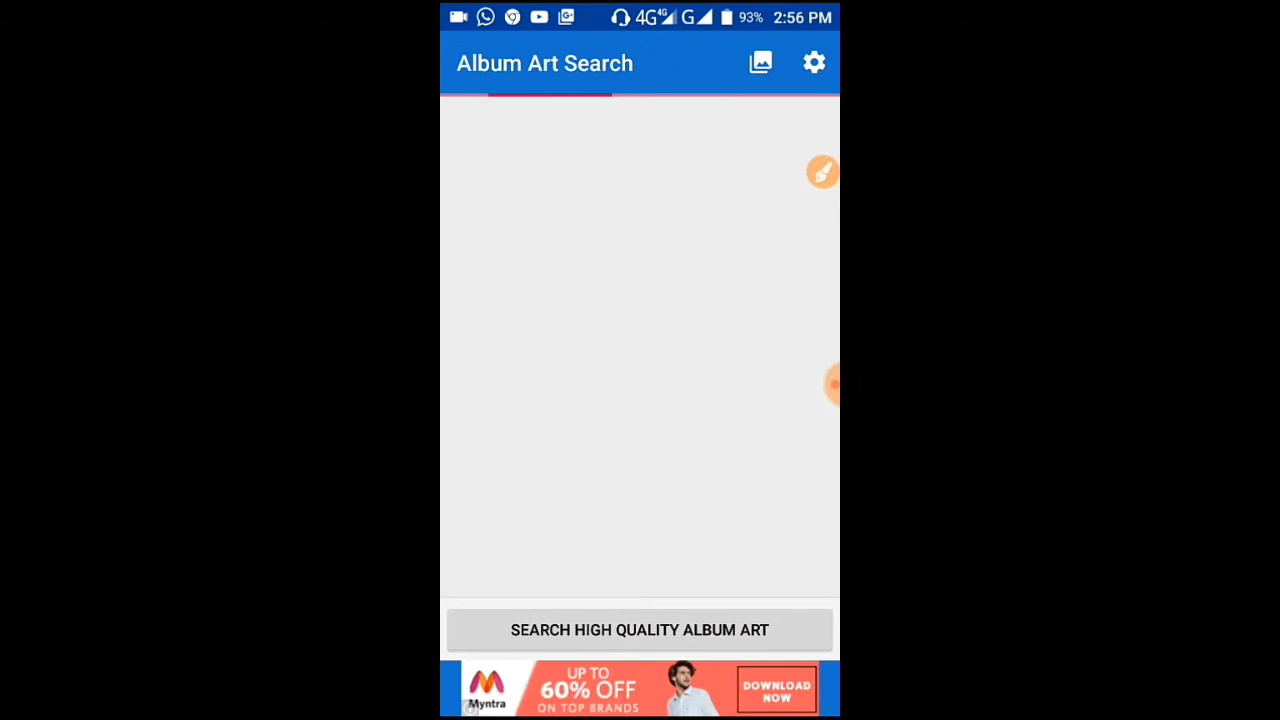 4G 4G G 93% 2:56 PM
Album Art Search
SEARCH HIGH QUALITY ALBUM ART
Myntra
UP TO
60% OFF
ON TOP BRANDS
DOWNLOAD
NOW